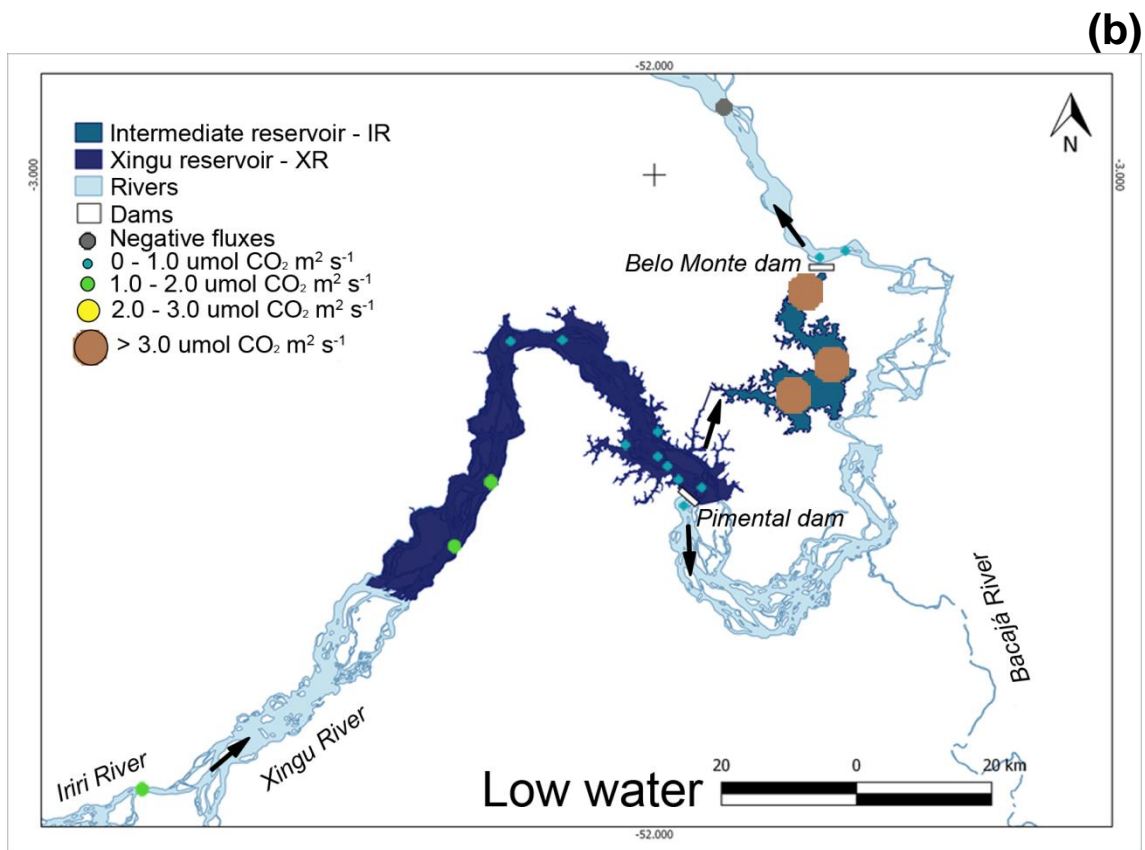 (b)
-52.000
-3.000
-3.000
N
Intermediate reservoir - IR
Xingu reservoir - XR
Rivers
Dams
Negative fluxes
0 - 1.0 umol CO₂ m² s⁻¹
1.0 - 2.0 umol CO₂ m² s⁻¹
2.0 - 3.0 umol CO₂ m² s⁻¹
> 3.0 umol CO₂ m² s⁻¹
Belo Monte dam
Pimental dam
Bacajá River
Xingu River
Iriri River
Low water
20 0 20 km
-52.000